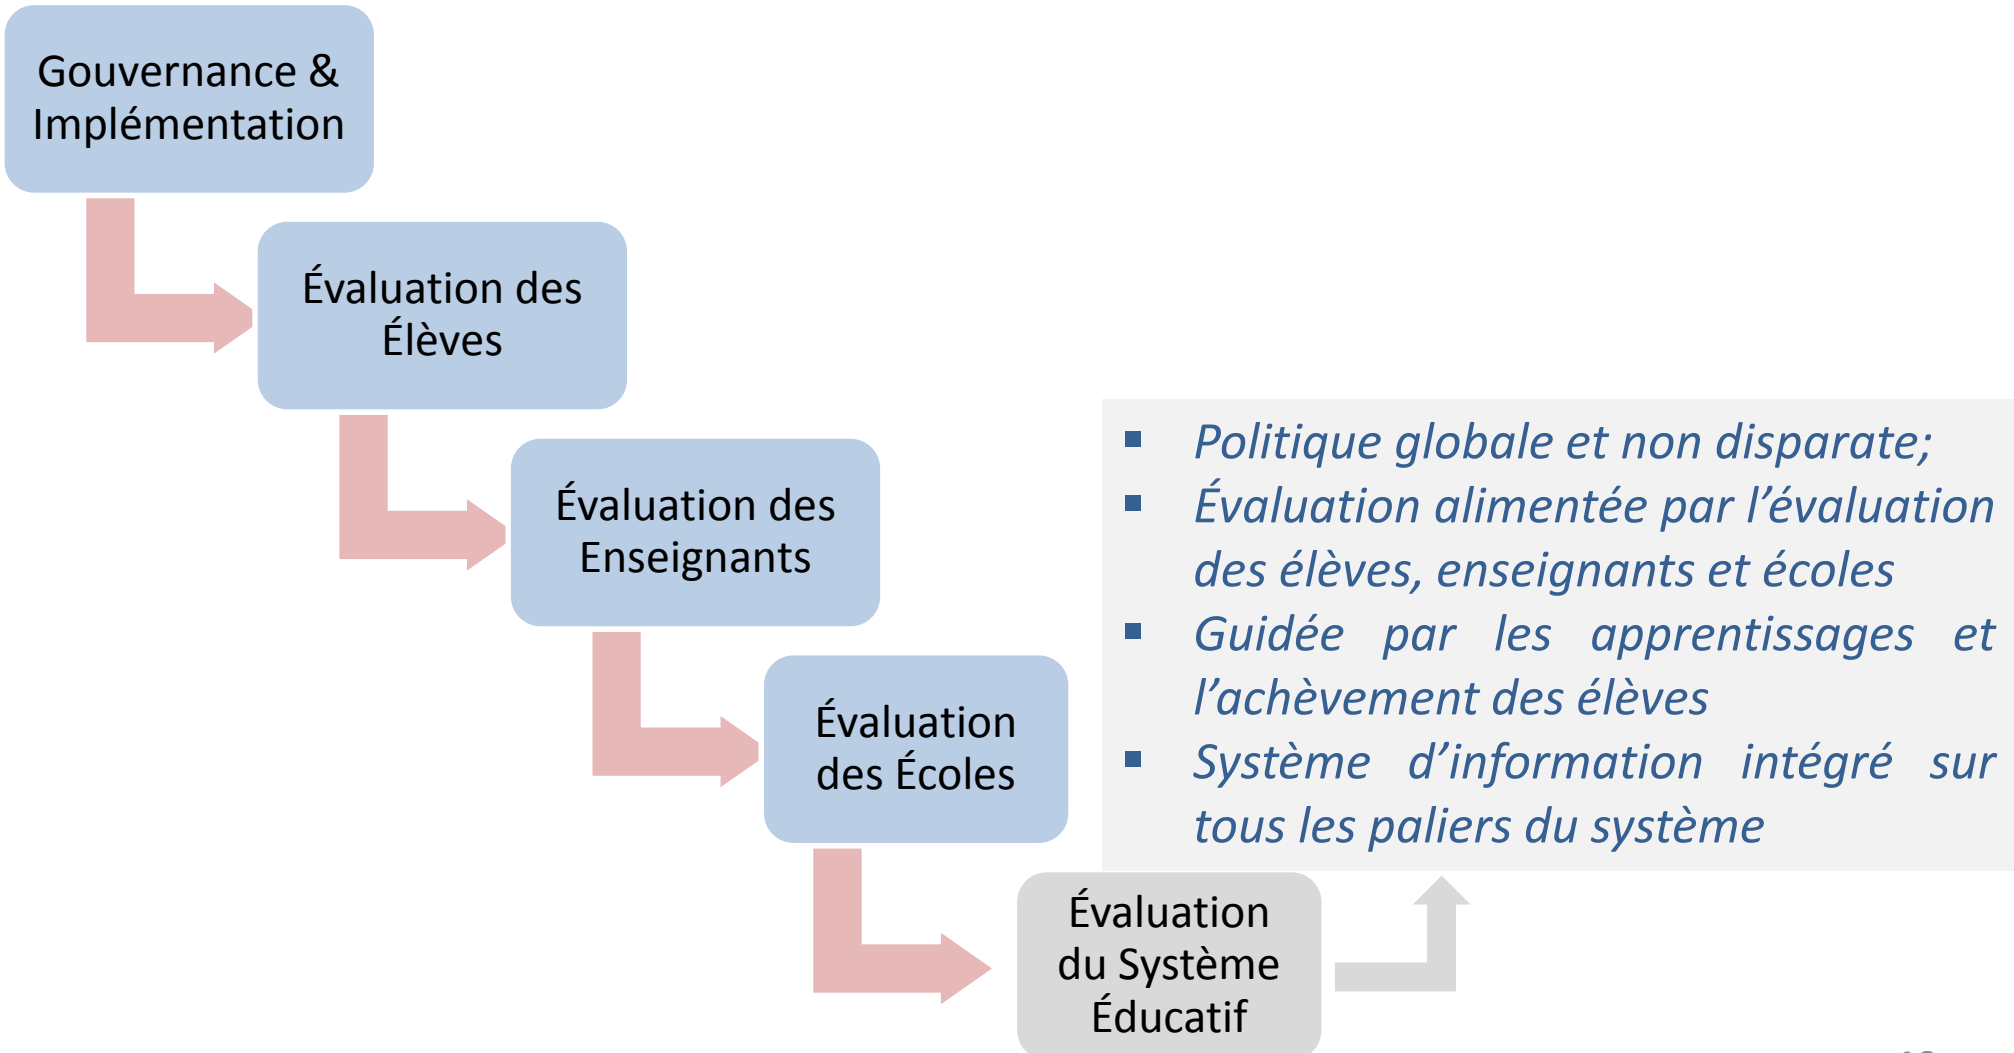 Gouvernance &
Implémentation
Évaluation des
Élèves
Évaluation des
Enseignants
Évaluation
des Écoles
Évaluation
du Système
Éducatif
▪ Politique globale et non disparate;
▪ Évaluation alimentée par l’évaluation
des élèves, enseignants et écoles
▪ Guidée par les apprentissages et
l’achèvement des élèves
▪ Système d’information intégré sur
tous les paliers du système